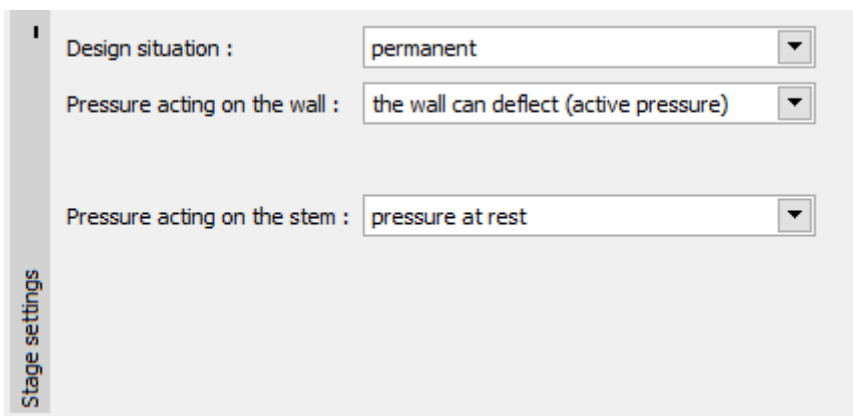 Design situation : permanent
Pressure acting on the wall : the wall can deflect (active pressure)
Pressure acting on the stem : pressure at rest
Stage settings